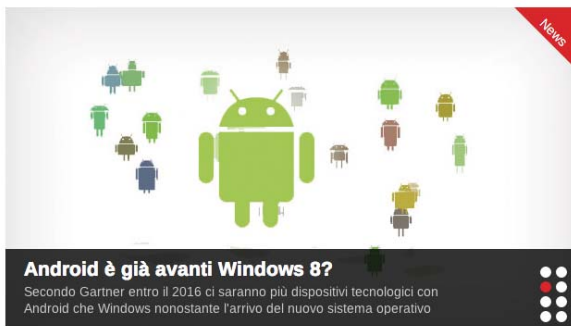 News
Android è già avanti Windows 8?
Secondo Gartner entro il 2016 ci saranno più dispositivi tecnologici con
Android che Windows nonostante l'arrivo del nuovo sistema operativo